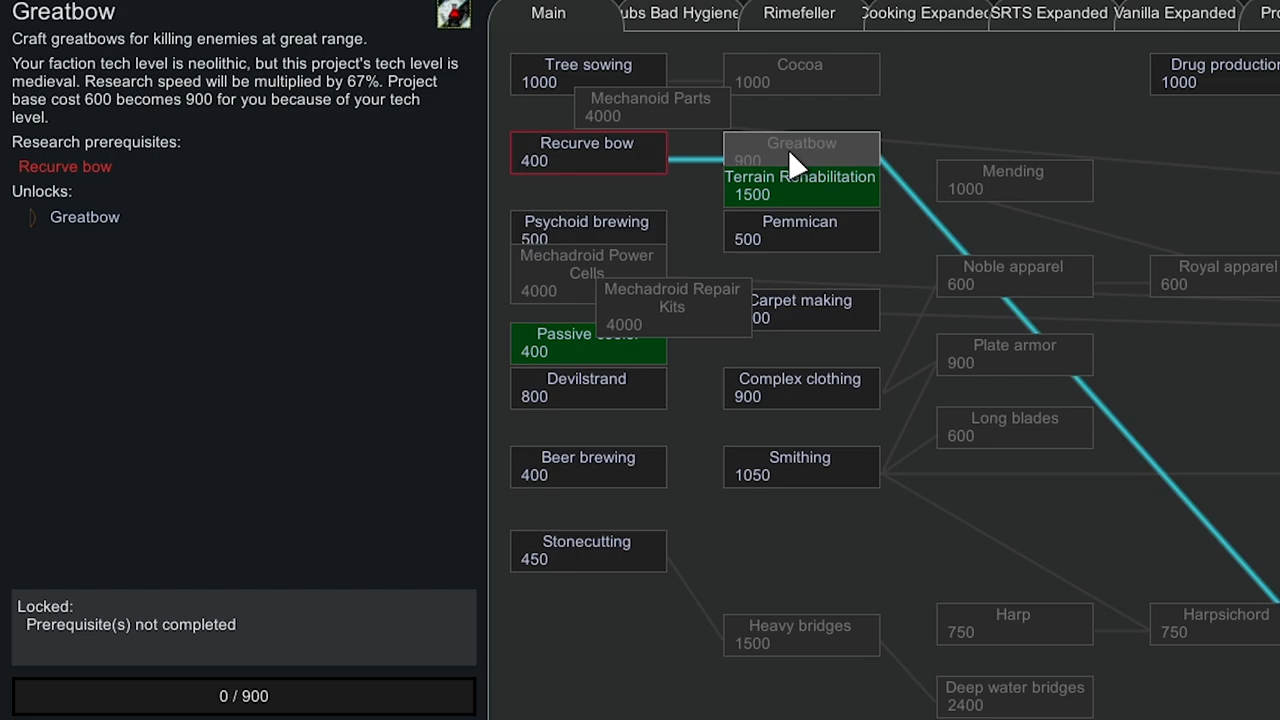 Greatbow
Craft greatbows for killing enemies at great range.
Your faction tech level is neolithic, but this project's tech level is
medieval. Research speed will be multiplied by 67%. Project
base cost 600 becomes 900 for you because of your tech
level.
Research prerequisites:
Recurve bow
Unlocks:
Greatbow
Locked:
Prerequisite(s) not completed
0 / 900
Main
ubs Bad Hygiene
Rimefeller
Cooking Expanded
SRTS Expanded
Vanilla Expanded
Pr
Tree sowing
1000
Cocoa
1000
Drug production
1000
Mechanoid Parts
4000
Recurve bow
400
Greatbow
900
Terrain Rehabilitation
1500
Mending
1000
Psychoid brewing
500
Pemmican
500
Mechadroid Power
Cells
4000
Mechadroid Repair
Kits
4000
Noble apparel
600
Royal apparel
600
Carpet making
00
Passive cooler
400
Plate armor
900
Devilstrand
800
Complex clothing
900
Long blades
600
Beer brewing
400
Smithing
1050
Stonecutting
450
Heavy bridges
1500
Harp
750
Harpsichord
750
Deep water bridges
2400